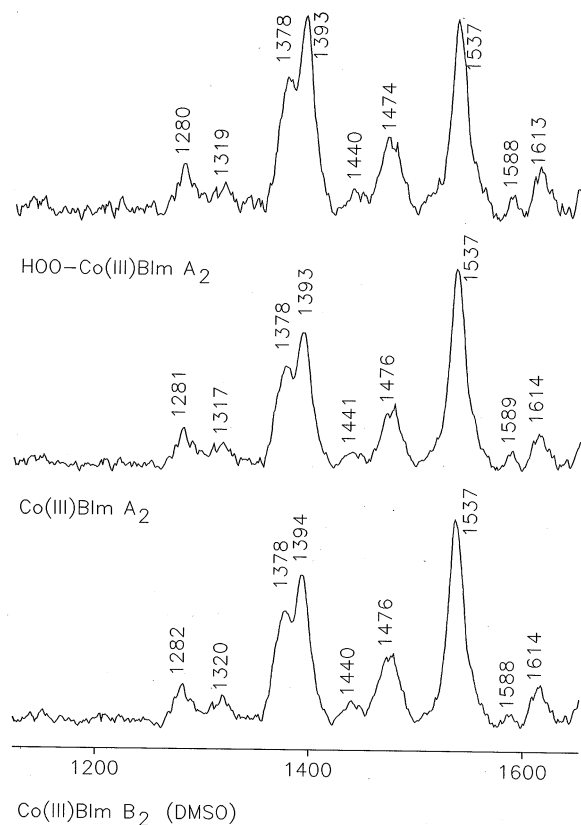 1280 1319 1378 1393 1440 1474 1537 1588 1613
HOO–Co(III)Blm A2
1281 1317 1378 1393 1441 1476 1537 1589 1614
Co(III)Blm A2
1282 1320 1378 1394 1440 1476 1537 1588 1614
1200 1400 1600
Co(III)Blm B2 (DMSO)